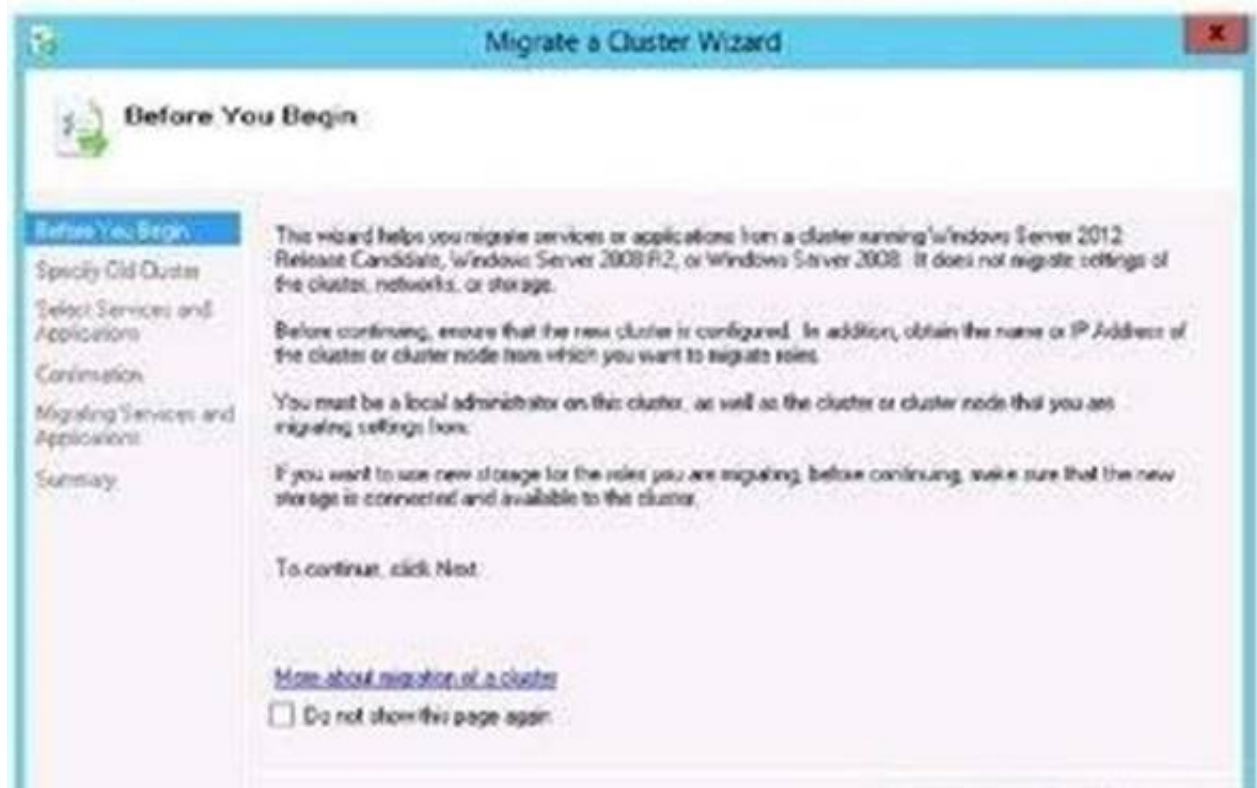 Migrate a Cluster Wizard
Before You Begin
Before You Begin
Specify Old Cluster
Select Services and
Applications
Confirmation
Migrating Services and
Applications
Summary
This wizard helps you migrate services or applications from a cluster running Windows Server 2012
Release Candidate, Windows Server 2008 R2, or Windows Server 2008. It does not migrate settings of
the cluster, networks, or storage.
Before continuing, ensure that the new cluster is configured. In addition, obtain the name or IP Address of
the cluster or cluster node from which you want to migrate roles.
You must be a local administrator on this cluster, as well as the cluster or cluster node that you are
migrating settings from.
If you want to use new storage for the roles you are migrating, before continuing, make sure that the new
storage is connected and available to the cluster.
To continue, click Next.
More about migration of a cluster
Do not show this page again